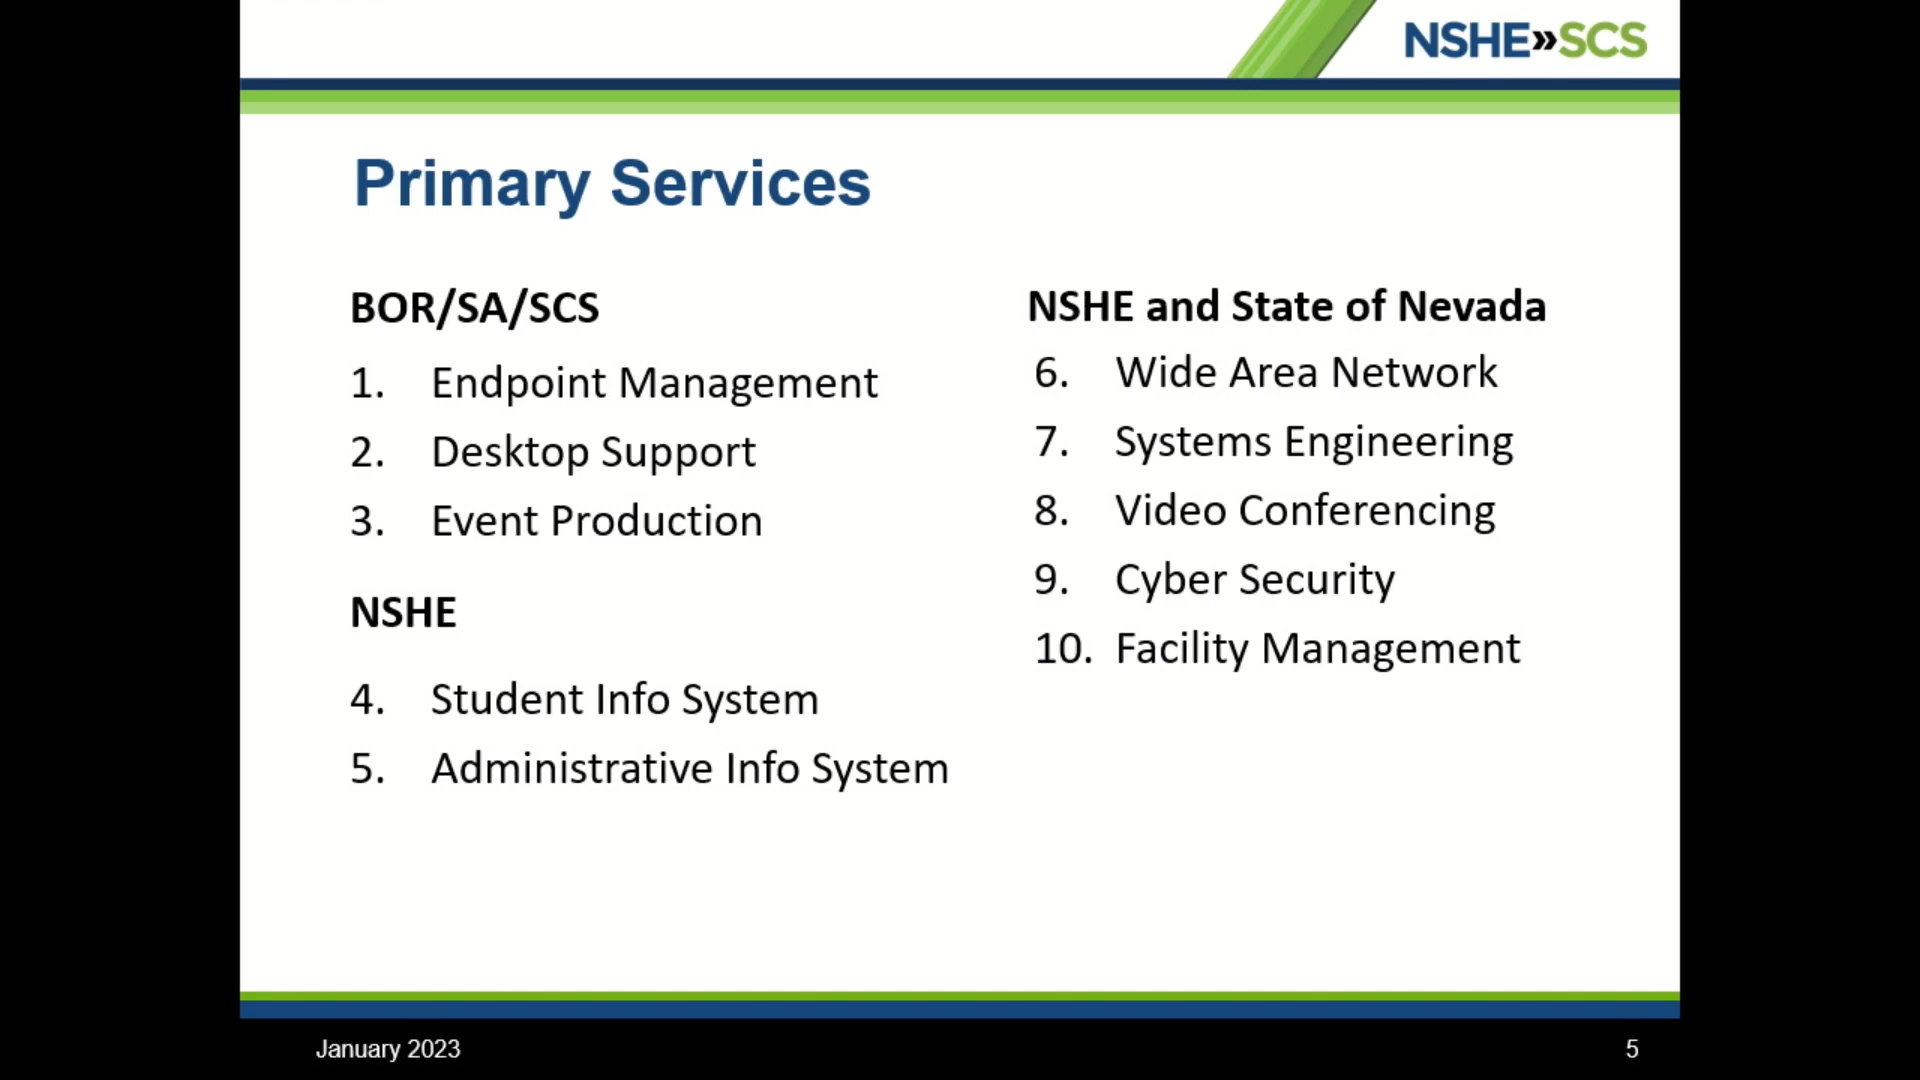 NSHE»SCS
Primary Services
BOR/SA/SCS
1. Endpoint Management
2. Desktop Support
3. Event Production
NSHE
4. Student Info System
5. Administrative Info System
NSHE and State of Nevada
6. Wide Area Network
7. Systems Engineering
8. Video Conferencing
9. Cyber Security
10. Facility Management
January 2023
5